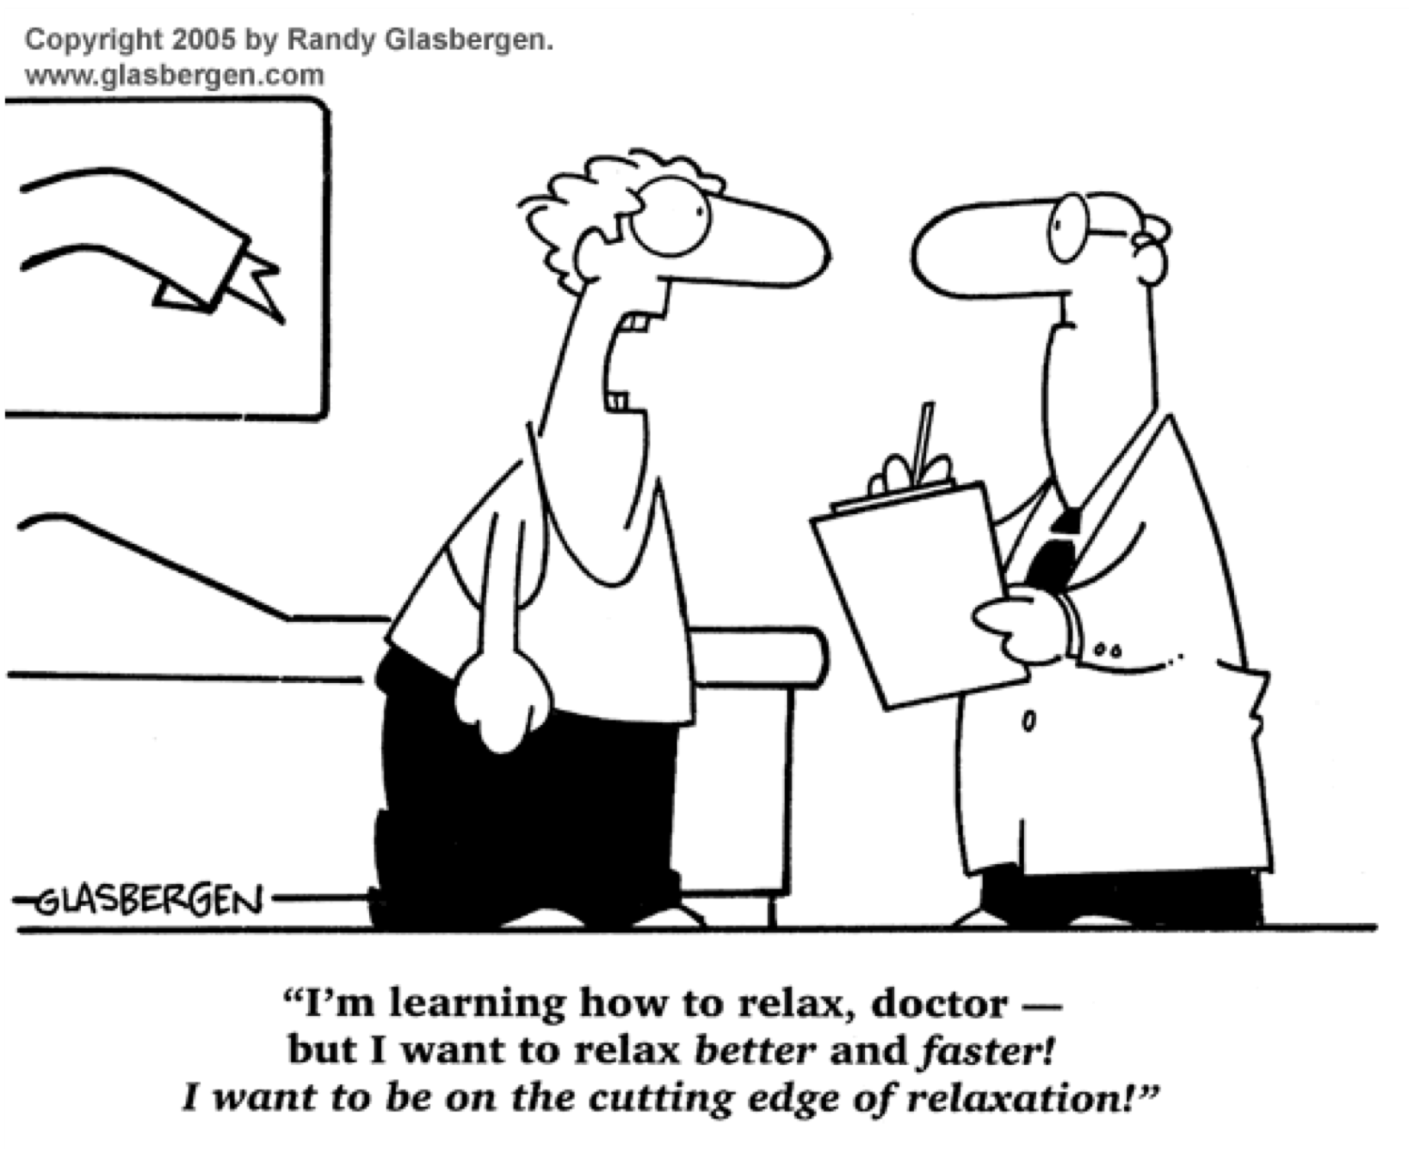 Copyright 2005 by Randy Glasbergen.
www.glasbergen.com
GLASBERGEN
“I’m learning how to relax, doctor —
but I want to relax better and faster!
I want to be on the cutting edge of relaxation!”